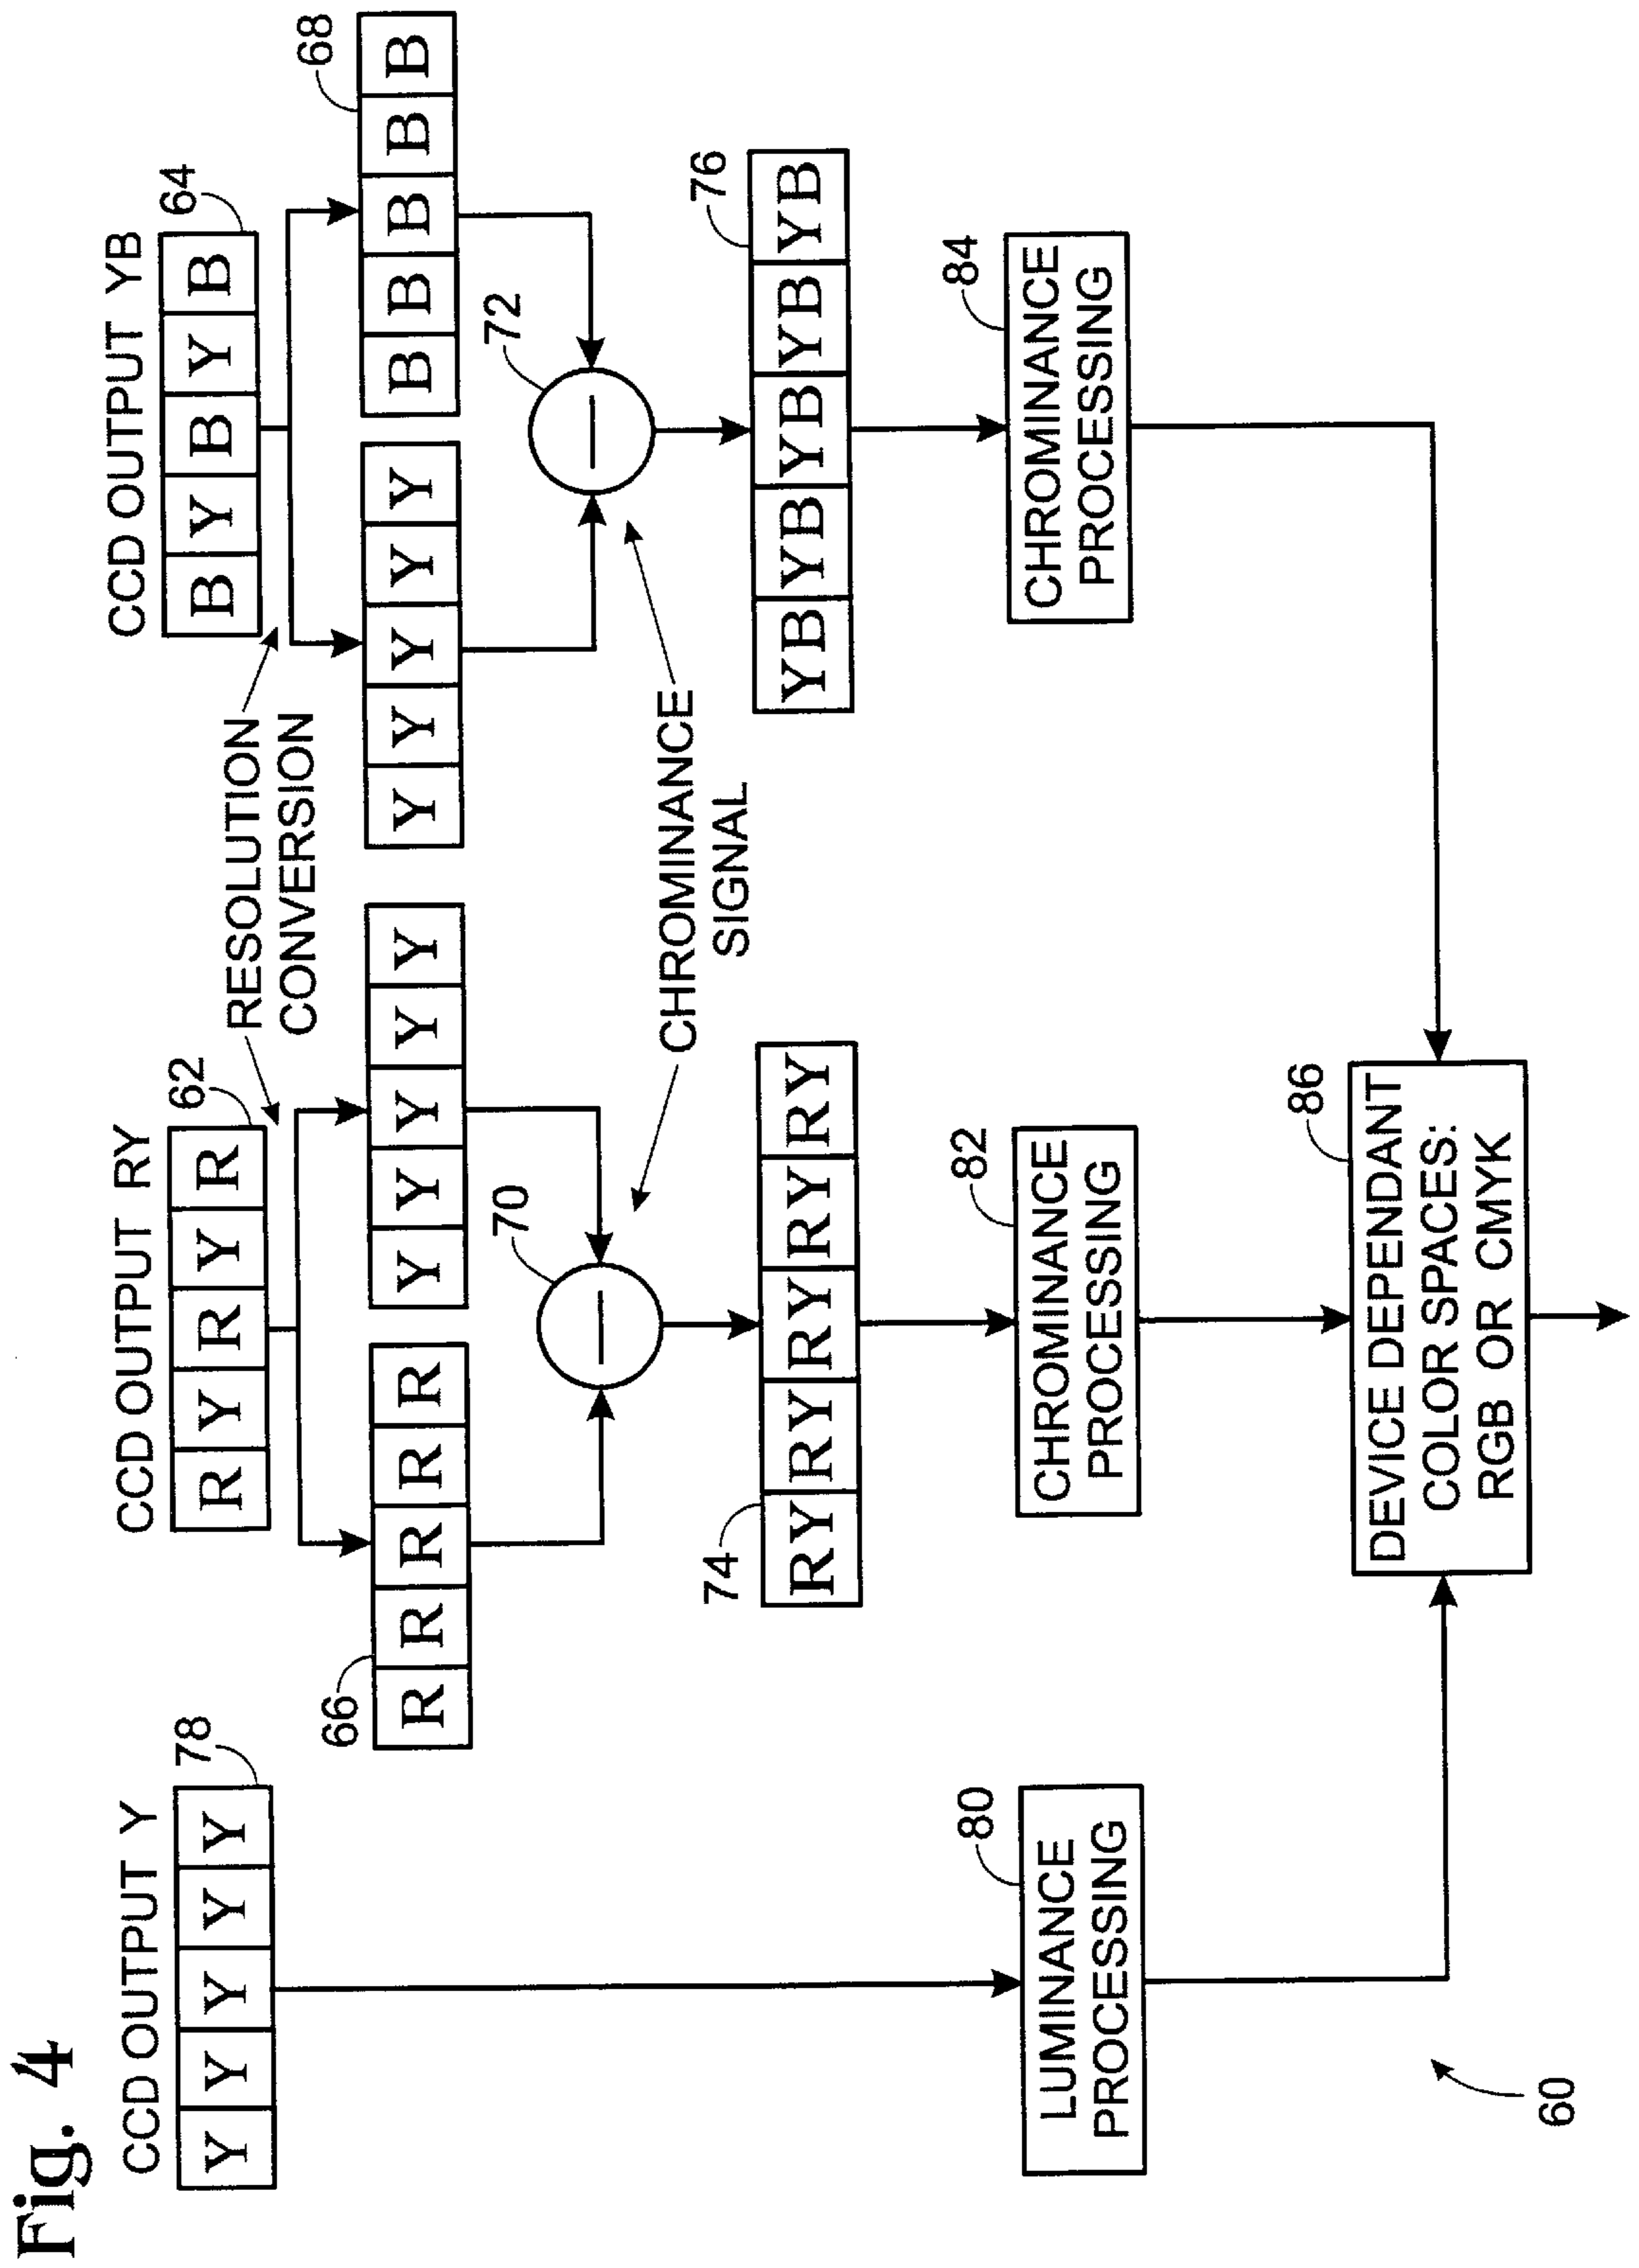 Fig. 4
CCD OUTPUT Y
CCD OUTPUT RY
CCD OUTPUT YB
78
62
64
Y Y Y Y Y
R Y R Y R
B Y B Y B
RESOLUTION
CONVERSION
66
68
R R R R R
Y Y Y Y Y
Y Y Y Y Y
B B B B B
70
72
—
—
CHROMINANCE
SIGNAL
74
76
RY RY RY RY RY
YB YB YB YB YB
80
82
84
LUMINANCE
PROCESSING
CHROMINANCE
PROCESSING
CHROMINANCE
PROCESSING
86
DEVICE DEPENDANT
COLOR SPACES:
RGB OR CMYK
60